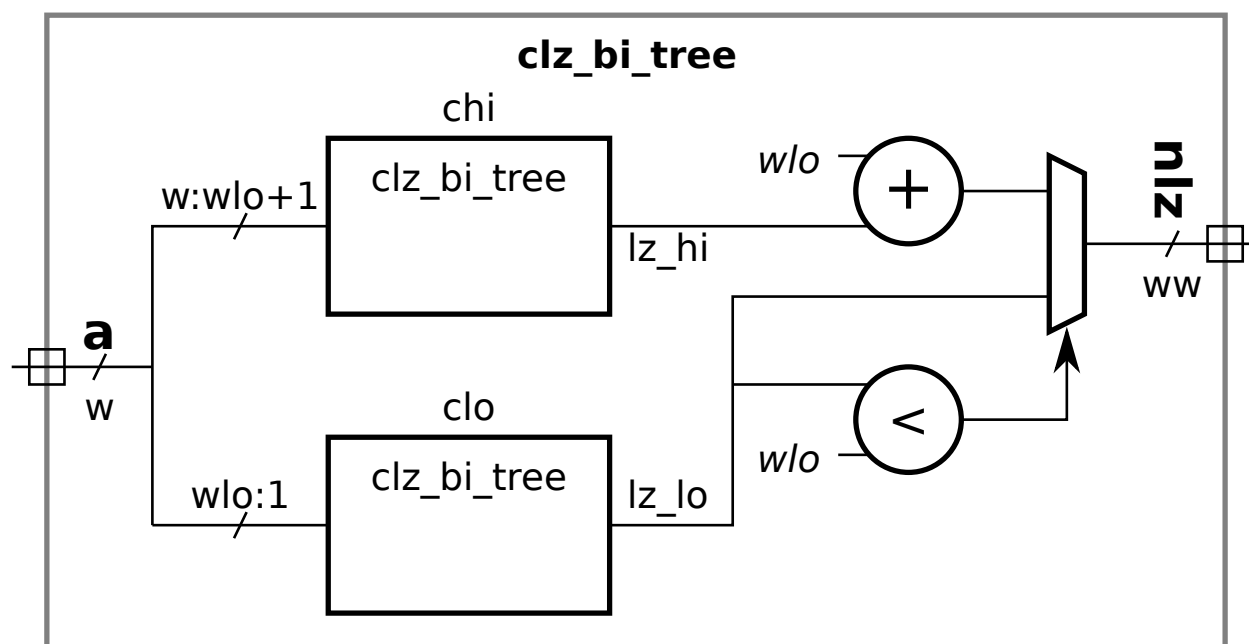 clz_bi_tree
chi
clz_bi_tree
w:wlo+1
lz_hi
wlo
+
nlz
ww
a
w
clo
clz_bi_tree
wlo:1
lz_lo
<
wlo